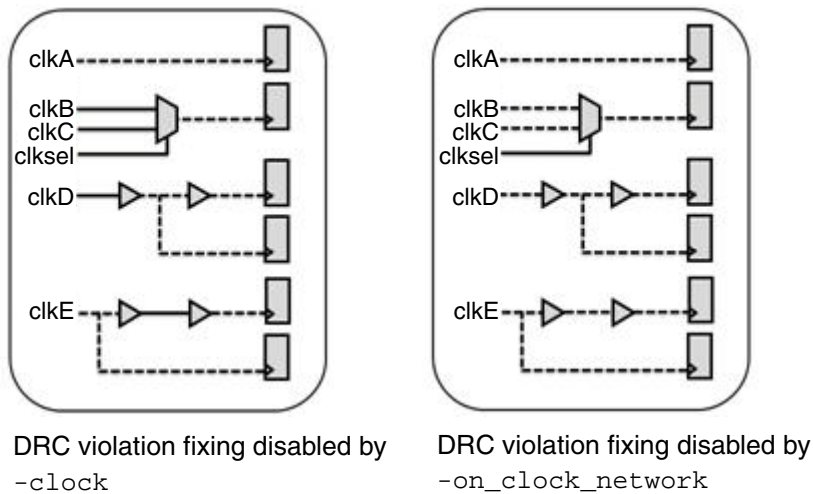 clkA
clkB
clkC
clksel
clkD
clkE
DRC violation fixing disabled by
-clock
clkA
clkB
clkC
clksel
clkD
clkE
DRC violation fixing disabled by
-on_clock_network